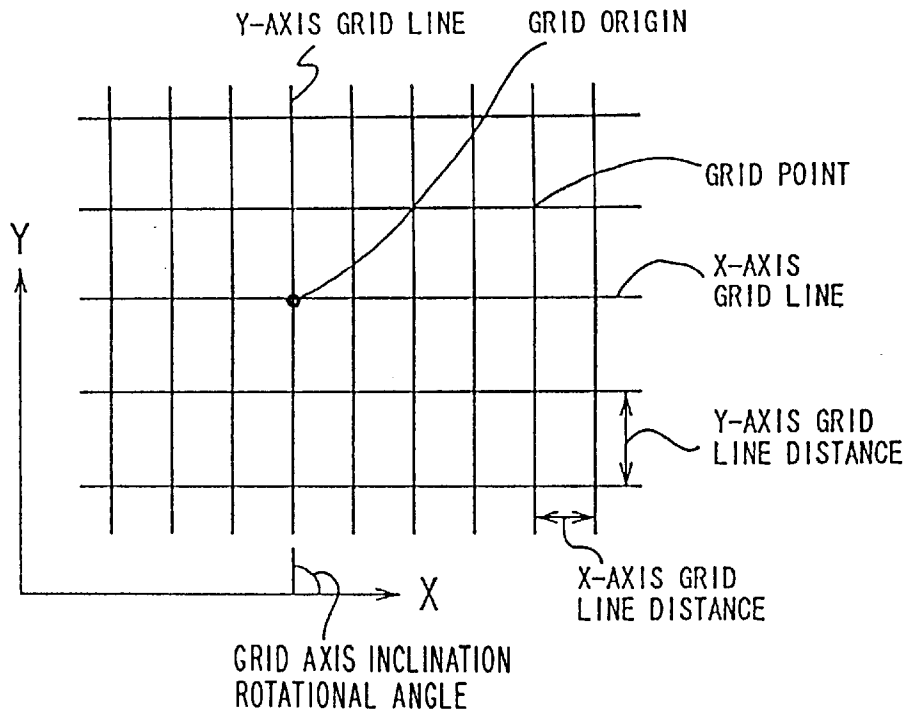 Y-AXIS GRID LINE
GRID ORIGIN
GRID POINT
Y
X-AXIS
GRID LINE
Y-AXIS GRID
LINE DISTANCE
X
X-AXIS GRID
LINE DISTANCE
GRID AXIS INCLINATION
ROTATIONAL ANGLE